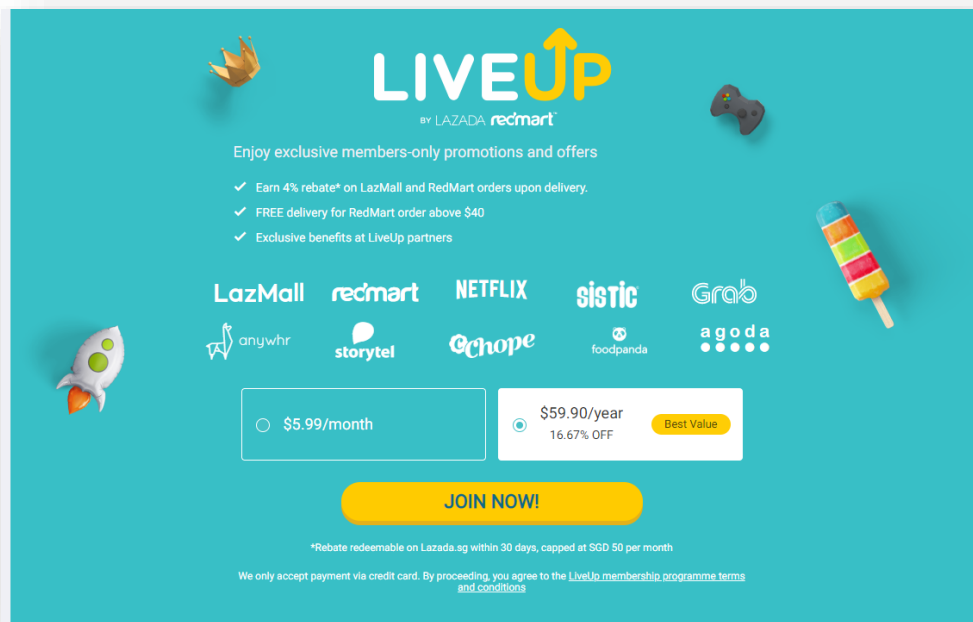 LIVEUP
BY LAZADA redmart™
Enjoy exclusive members-only promotions and offers
Earn 4% rebate* on LazMall and RedMart orders upon delivery.
FREE delivery for RedMart order above $40
Exclusive benefits at LiveUp partners
LazMall redmart NETFLIX SISTIC Grab
anywhr storytel Chope foodpanda agoda
$5.99/month
$59.90/year
16.67% OFF
Best Value
JOIN NOW!
*Rebate redeemable on Lazada.sg within 30 days, capped at SGD 50 per month
We only accept payment via credit card. By proceeding, you agree to the LiveUp membership programme terms
and conditions